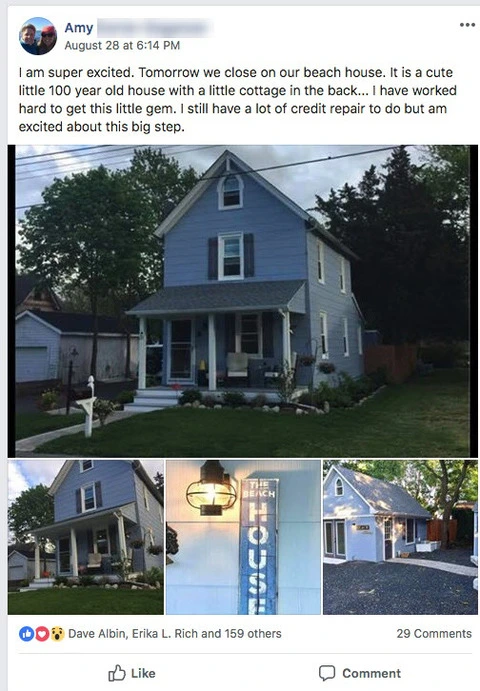 Amy
August 28 at 6:14 PM
I am super excited. Tomorrow we close on our beach house. It is a cute
little 100 year old house with a little cottage in the back... I have worked
hard to get this little gem. I still have a lot of credit repair to do but am
excited about this big step.
THE
BEACH
HOUSE
Dave Albin, Erika L. Rich and 159 others
29 Comments
Like
Comment